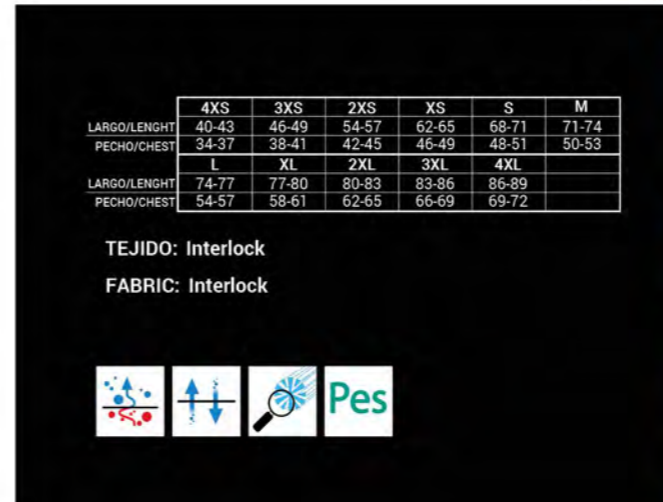 4XS 3XS 2XS XS S M
LARGO/LENGHT 40-43 46-49 54-57 62-65 68-71 71-74
PECHO/CHEST 34-37 38-41 42-45 46-49 48-51 50-53
L XL 2XL 3XL 4XL
LARGO/LENGHT 74-77 77-80 80-83 83-86 86-89
PECHO/CHEST 54-57 58-61 62-65 66-69 69-72
TEJIDO: Interlock
FABRIC: Interlock
Pes